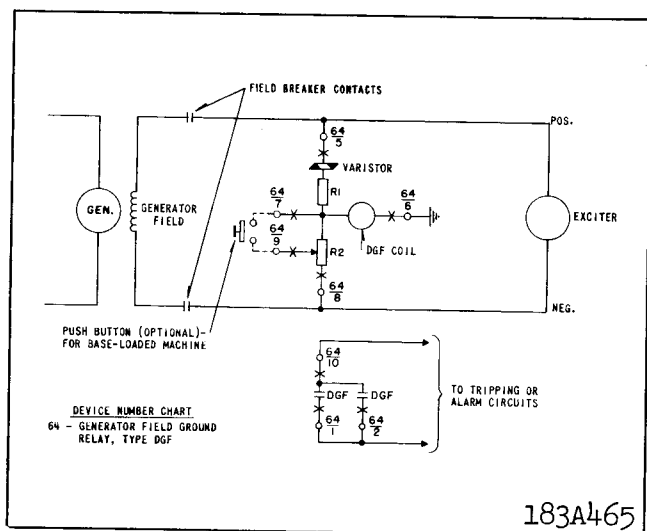 FIELD BREAKER CONTACTS
POS.
64
5
VARISTOR
R1
64
7
64
6
GEN.
GENERATOR
FIELD
EXCITER
64
9
R2
DGF COIL
64
8
NEG.
PUSH BUTTON (OPTIONAL)-
FOR BASE-LOADED MACHINE
64
10
DGF
DGF
TO TRIPPING OR
ALARM CIRCUITS
DEVICE NUMBER CHART
64 - GENERATOR FIELD GROUND
RELAY, TYPE DGF
64
1
64
2
183A465